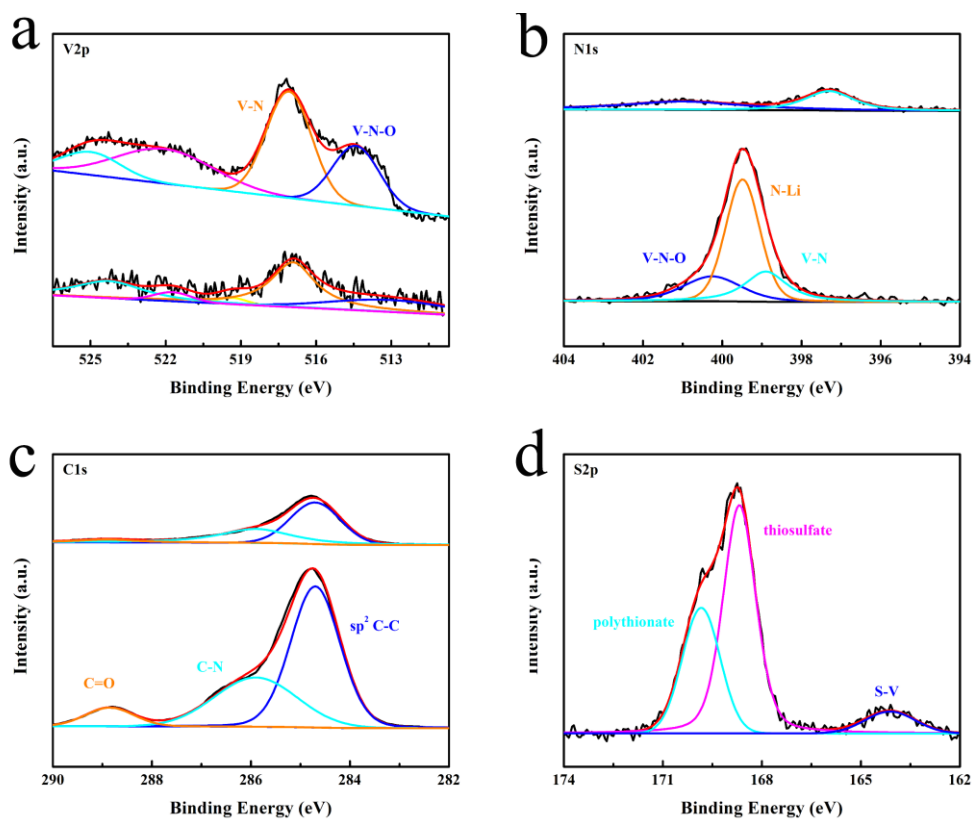 a
V2p
V-N
V-N-O
Intensity (a.u.)
525 522 519 516 513
Binding Energy (eV)
b
N1s
N-Li
V-N-O
V-N
Intensity (a.u.)
404 402 400 398 396 394
Binding Energy (eV)
c
C1s
sp² C-C
C-N
C=O
Intensity (a.u.)
290 288 286 284 282
Binding Energy (eV)
d
S2p
thiosulfate
polythionate
S-V
Intensity (a.u.)
174 171 168 165 162
Binding Energy (eV)